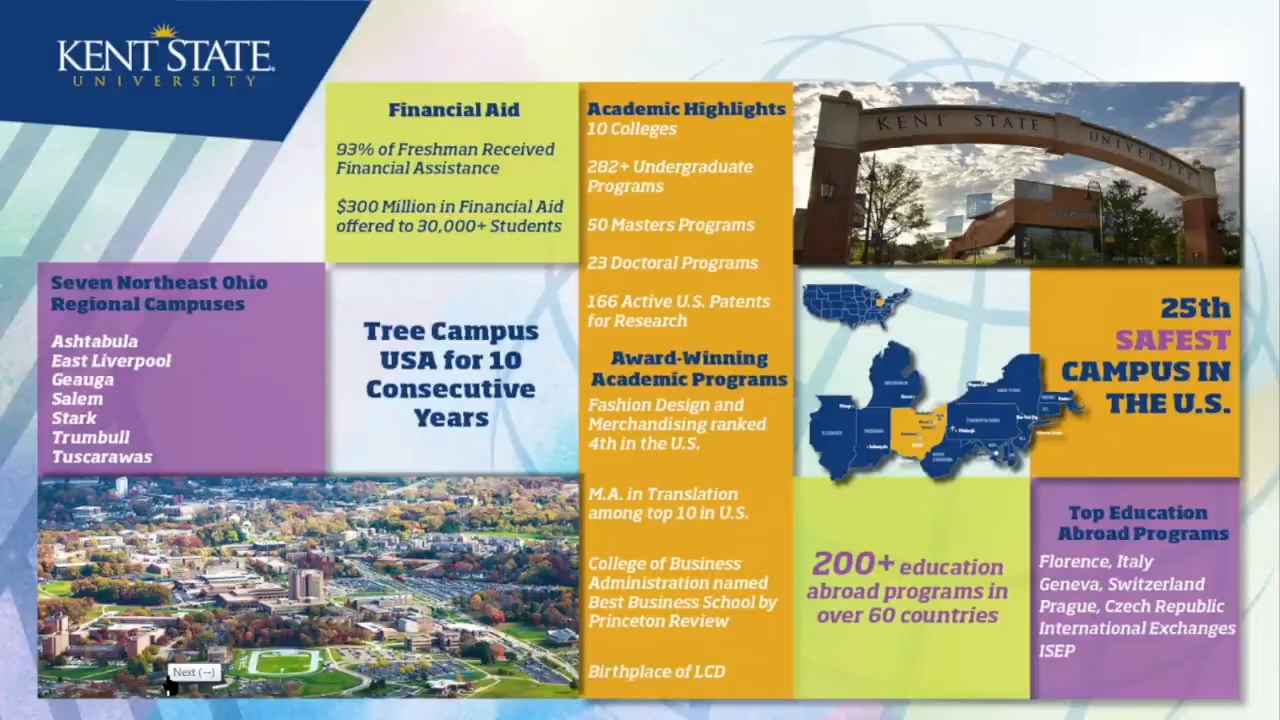 KENT STATE
UNIVERSITY
Financial Aid
93% of Freshman Received
Financial Assistance
$300 Million in Financial Aid
offered to 30,000+ Students
Academic Highlights
10 Colleges
282+ Undergraduate
Programs
50 Masters Programs
23 Doctoral Programs
166 Active U.S. Patents
for Research
Award-Winning
Academic Programs
Fashion Design and
Merchandising ranked
4th in the U.S.
M.A. in Translation
among top 10 in U.S.
College of Business
Administration named
Best Business School by
Princeton Review
Birthplace of LCD
KENT STATE UNIVERSITY
Seven Northeast Ohio
Regional Campuses
Ashtabula
East Liverpool
Geauga
Salem
Stark
Trumbull
Tuscarawas
Tree Campus
USA for 10
Consecutive
Years
25th
SAFEST
CAMPUS IN
THE U.S.
200+ education
abroad programs in
over 60 countries
Top Education
Abroad Programs
Florence, Italy
Geneva, Switzerland
Prague, Czech Republic
International Exchanges
ISEP
Next (→)